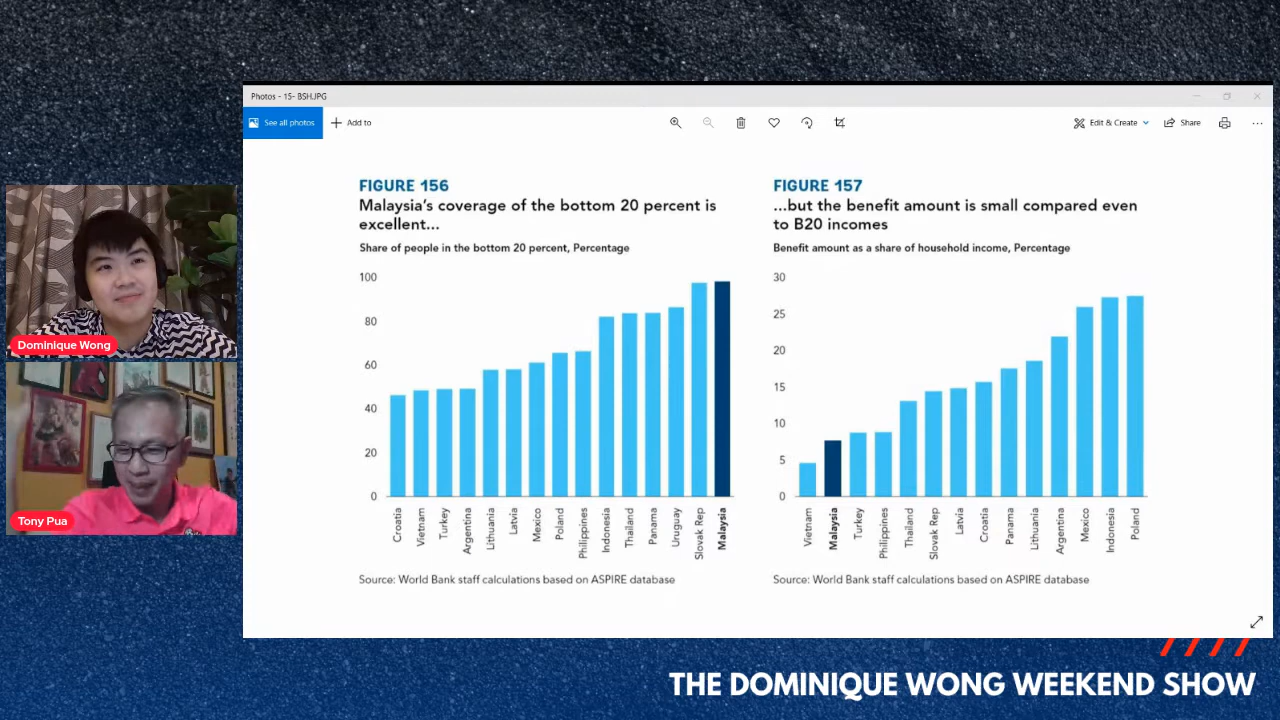 Photos - 15- BSH.JPG
See all photos
Add to
Edit & Create
Share
FIGURE 156
Malaysia's coverage of the bottom 20 percent is
excellent...
Share of people in the bottom 20 percent, Percentage
100
80
60
40
20
0
Croatia
Vietnam
Turkey
Argentina
Lithuania
Latvia
Mexico
Poland
Philippines
Indonesia
Thailand
Panama
Uruguay
Slovak Rep
Malaysia
Source: World Bank staff calculations based on ASPIRE database
FIGURE 157
...but the benefit amount is small compared even
to B20 incomes
Benefit amount as a share of household income, Percentage
30
25
20
15
10
5
0
Vietnam
Malaysia
Turkey
Philippines
Thailand
Slovak Rep
Latvia
Croatia
Panama
Lithuania
Argentina
Mexico
Indonesia
Poland
Source: World Bank staff calculations based on ASPIRE database
Dominique Wong
Tony Pua
THE DOMINIQUE WONG WEEKEND SHOW